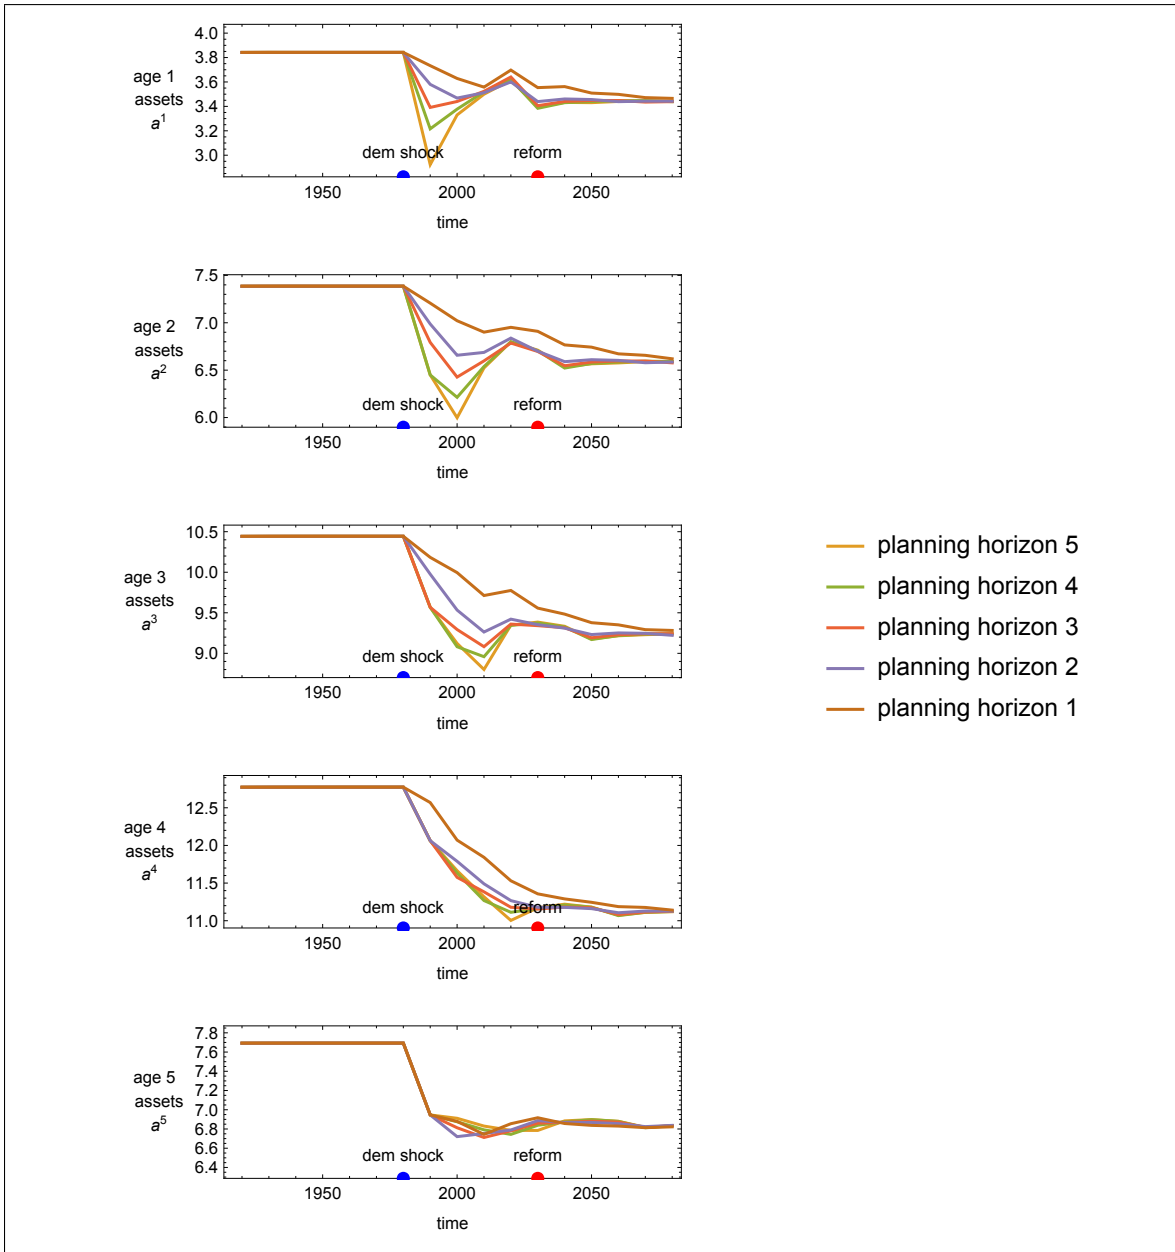 4.0
3.8
3.6
3.4
3.2
3.0
age 1
assets
a1
dem shock
reform
1950
2000
2050
time
7.5
7.0
6.5
6.0
age 2
assets
a2
dem shock
reform
1950
2000
2050
time
10.5
10.0
9.5
9.0
age 3
assets
a3
dem shock
reform
1950
2000
2050
time
planning horizon 5
planning horizon 4
planning horizon 3
planning horizon 2
planning horizon 1
12.5
12.0
11.5
11.0
age 4
assets
a4
dem shock
reform
1950
2000
2050
time
7.8
7.6
7.4
7.2
7.0
6.8
6.6
6.4
age 5
assets
a5
dem shock
reform
1950
2000
2050
time